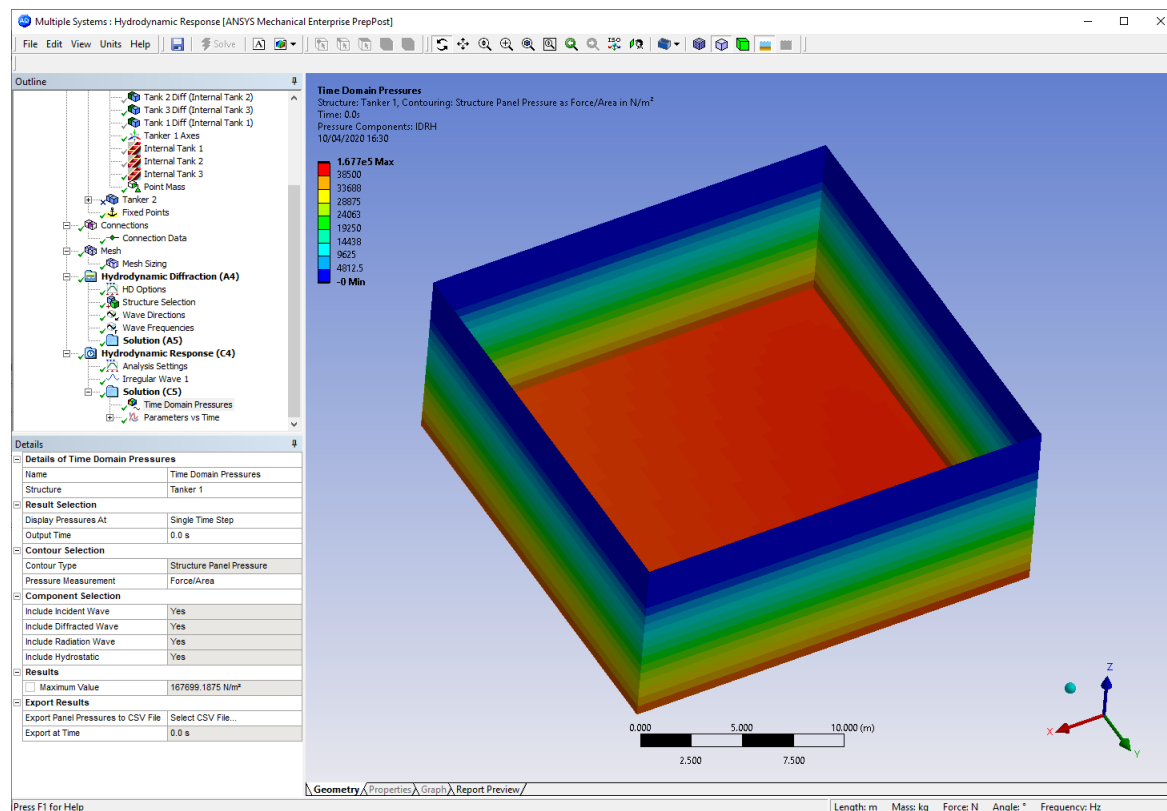 Multiple Systems : Hydrodynamic Response [ANSYS Mechanical Enterprise PrepPost]
File Edit View Units Help
Solve
A
ISO
Outline
Tank 2 Diff (Internal Tank 2)
Tank 3 Diff (Internal Tank 3)
Tank 1 Diff (Internal Tank 1)
Tanker 1 Axes
Internal Tank 1
Internal Tank 2
Internal Tank 3
Point Mass
Tanker 2
Fixed Points
Connections
Connection Data
Mesh
Mesh Sizing
Hydrodynamic Diffraction (A4)
HD Options
Structure Selection
Wave Directions
Wave Frequencies
Solution (A5)
Hydrodynamic Response (C4)
Analysis Settings
Irregular Wave 1
Solution (C5)
Time Domain Pressures
Parameters vs Time
Details
Details of Time Domain Pressures
Name Time Domain Pressures
Structure Tanker 1
Result Selection
Display Pressures At Single Time Step
Output Time 0.0 s
Contour Selection
Contour Type Structure Panel Pressure
Pressure Measurement Force/Area
Component Selection
Include Incident Wave Yes
Include Diffracted Wave Yes
Include Radiation Wave Yes
Include Hydrostatic Yes
Results
Maximum Value 167699.1875 N/m²
Export Results
Export Panel Pressures to CSV File Select CSV File...
Export at Time 0.0 s
Time Domain Pressures
Structure: Tanker 1, Contouring: Structure Panel Pressure as Force/Area in N/m²
Time: 0.0s
Pressure Components: IDRH
10/04/2020 16:30
1.677e5 Max
38500
33688
28875
24063
19250
14438
9625
4812.5
-0 Min
0.000 5.000 10.000 (m)
2.500 7.500
Z
X
Y
Geometry Properties Graph Report Preview
Press F1 for Help
Length: m Mass: kg Force: N Angle: ° Frequency: Hz